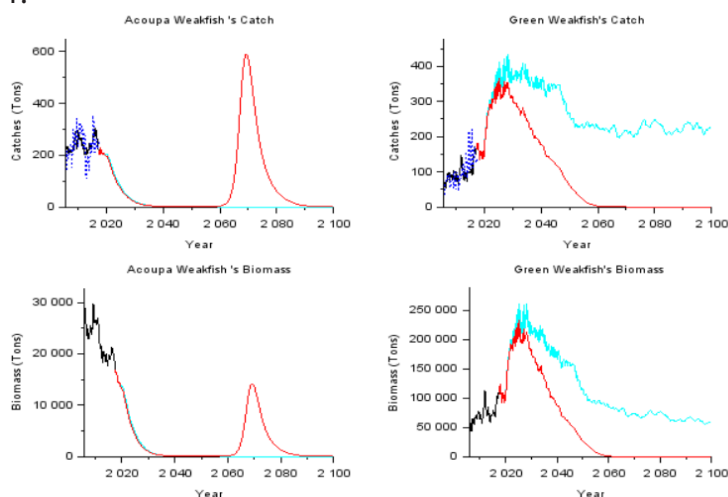 Acoupa Weakfish 's Catch
Catches (Tons)
600
400
200
0
2 020 2 040 2 060 2 080 2 100
Year
Green Weakfish's Catch
Catches (Tons)
400
300
200
100
0
2 020 2 040 2 060 2 080 2 100
Year
Acoupa Weakfish 's Biomass
Biomass (Tons)
30 000
20 000
10 000
0
2 020 2 040 2 060 2 080 2 100
Year
Green Weakfish's Biomass
Biomass (Tons)
250 000
200 000
150 000
100 000
50 000
0
2 020 2 040 2 060 2 080 2 100
Year